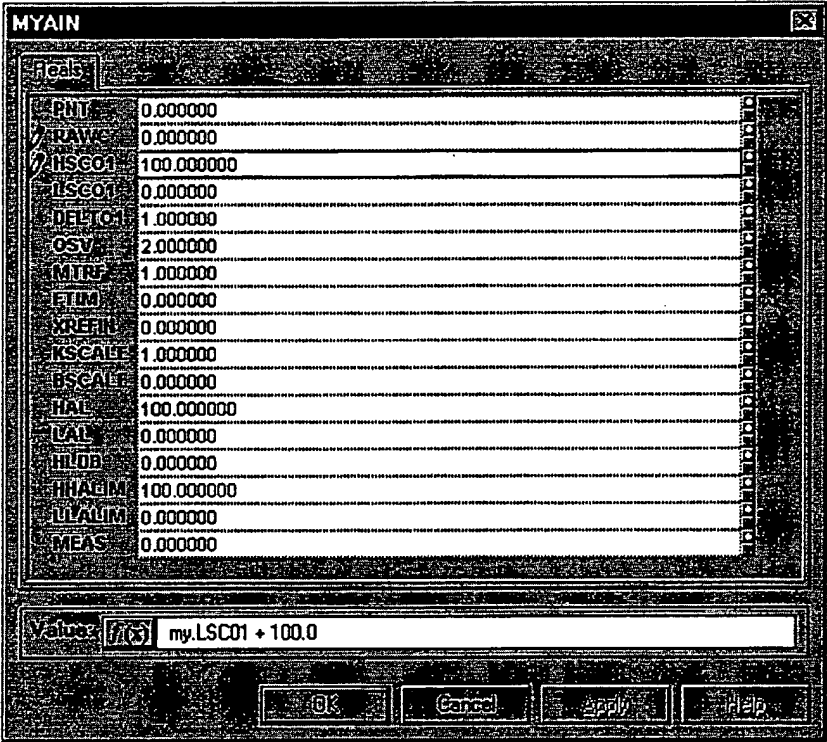 MYAIN
Reals
PNT 0.000000
RAWC 0.000000
HSCO1 100.000000
LSCO1 0.000000
DELTO1 1.000000
OSV 2.000000
MTRF 1.000000
FTIM 0.000000
XREFIN 0.000000
KSCALE 1.000000
BSCALE 0.000000
HAL 100.000000
LAL 0.000000
HLDB 0.000000
HHALIM 100.000000
LLALIM 0.000000
MEAS 0.000000
Value: f(x) my.LSC01 + 100.0
OK Cancel Apply Help